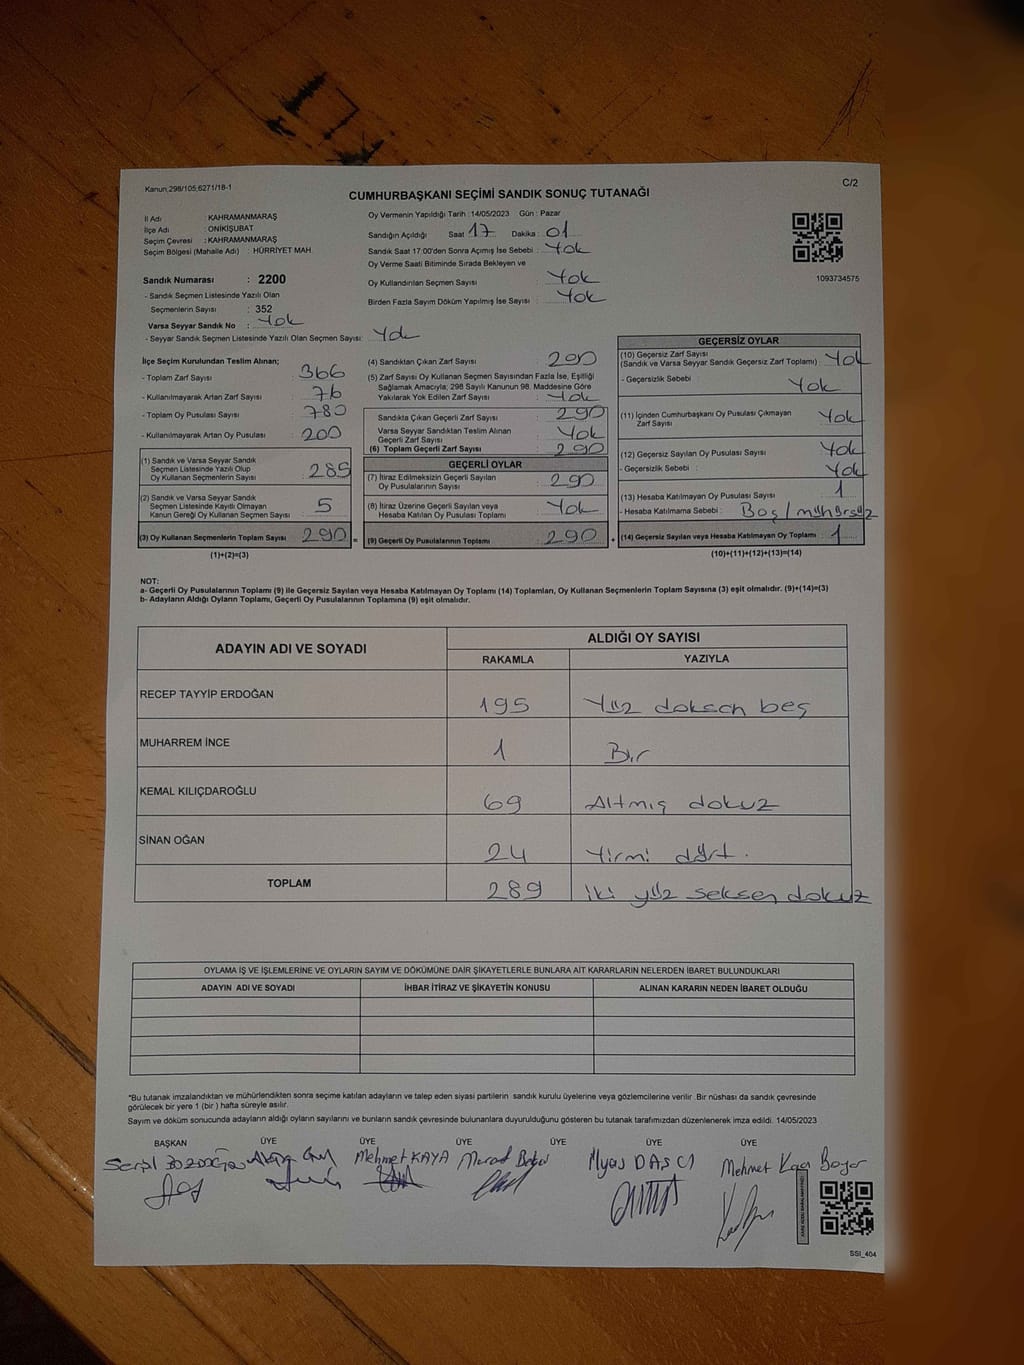 Kanun.298/105,6271/18-1
C/2
CUMHURBAŞKANI SEÇİMİ SANDIK SONUÇ TUTANAĞI
İl Adı : KAHRAMANMARAŞ
İlçe Adı : ONİKİŞUBAT
Seçim Çevresi : KAHRAMANMARAŞ
Seçim Bölgesi (Mahalle Adı) : HÜRRİYET MAH.
Oy Vermenin Yapıldığı Tarih :14/05/2023 Gün : Pazar
Sandığın Açıldığı Saat 17 Dakika : 01
Sandık Saat 17:00'den Sonra Açılmış İse Sebebi : Yok
Oy Verme Saati Bitiminde Sırada Bekleyen ve
Oy Kullandırılan Seçmen Sayısı : Yok
Birden Fazla Sayım Döküm Yapılmış İse Sayısı : Yok
1093734575
Sandık Numarası : 2200
- Sandık Seçmen Listesinde Yazılı Olan
Seçmenlerin Sayısı : 352
Varsa Seyyar Sandık No : Yok
- Seyyar Sandık Seçmen Listesinde Yazılı Olan Seçmen Sayısı : Yok
İlçe Seçim Kurulundan Teslim Alınan;
- Toplam Zarf Sayısı : 366
- Kullanılmayarak Artan Zarf Sayısı : 76
- Toplam Oy Pusulası Sayısı : 780
- Kullanılmayarak Artan Oy Pusulası : 200
(1) Sandık ve Varsa Seyyar Sandık
Seçmen Listesinde Yazılı Olup
Oy Kullanan Seçmenlerin Sayısı : 285
(2) Sandık ve Varsa Seyyar Sandık
Seçmen Listesinde Kayıtlı Olmayan
Kanun Gereği Oy Kullanan Seçmen Sayısı : 5
(3) Oy Kullanan Seçmenlerin Toplam Sayısı : 290
(1)+(2)=(3)
(4) Sandıktan Çıkan Zarf Sayısı : 290
(5) Zarf Sayısı Oy Kullanan Seçmen Sayısından Fazla İse, Eşitliği
Sağlamak Amacıyla; 298 Sayılı Kanunun 98. Maddesine Göre
Yakılarak Yok Edilen Zarf Sayısı : Yok
Sandıkta Çıkan Geçerli Zarf Sayısı : 290
Varsa Seyyar Sandıktan Teslim Alınan
Geçerli Zarf Sayısı : Yok
(6) Toplam Geçerli Zarf Sayısı : 290
GEÇERLİ OYLAR
(7) İtiraz Edilmeksizin Geçerli Sayılan
Oy Pusulalarının Sayısı : 290
(8) İtiraz Üzerine Geçerli Sayılan veya
Hesaba Katılan Oy Pusulası Toplamı : Yok
= (9) Geçerli Oy Pusulalarının Toplamı : 290 +
GEÇERSİZ OYLAR
(10) Geçersiz Zarf Sayısı
(Sandık ve Varsa Seyyar Sandık Geçersiz Zarf Toplamı) : Yok
- Geçersizlik Sebebi : Yok
(11) İçinden Cumhurbaşkanı Oy Pusulası Çıkmayan
Zarf Sayısı : Yok
(12) Geçersiz Sayılan Oy Pusulası Sayısı : Yok
- Geçersizlik Sebebi : Yok
(13) Hesaba Katılmayan Oy Pusulası Sayısı : 1
- Hesaba Katılmama Sebebi : Boş/mühürsüz
(14) Geçersiz Sayılan veya Hesaba Katılmayan Oy Toplamı : 1
(10)+(11)+(12)+(13)=(14)
NOT:
a- Geçerli Oy Pusulasının Toplamı (9) ile Geçersiz Sayılan veya Hesaba Katılmayan Oy Toplamı (14) Toplamları, Oy Kullanan Seçmenlerin Toplam Sayısına (3) eşit olmalıdır. (9)+(14)=(3)
b- Adayların Aldığı Oyların Toplamı, Geçerli Oy Pusulalarının Toplamına (9) eşit olmalıdır.
ADAYIN ADI VE SOYADI
ALDIĞI OY SAYISI
RAKAMLA YAZIYLA
RECEP TAYYİP ERDOĞAN 195 Yüz doksan beş
MUHARREM İNCE 1 Bir
KEMAL KILIÇDAROĞLU 69 Altmış dokuz
SİNAN OĞAN 24 Yirmi dört.
TOPLAM 289 İki yüz seksen dokuz
OYLAMA İŞ VE İŞLEMLERİNE VE OYLARIN SAYIM VE DÖKÜMÜNE DAİR ŞİKAYETLERLE BUNLARA AİT KARARLARIN NELERDEN İBARET BULUNDUKLARI
ADAYIN ADI VE SOYADI İHBAR İTİRAZ VE ŞİKAYETİN KONUSU ALINAN KARARIN NEDEN İBARET OLDUĞU
*Bu tutanak imzalandıktan ve mühürlendikten sonra seçime katılan adayların ve talep eden siyasi partilerin sandık kurulu üyelerine veya gözlemcilerine verilir. Bir nüshası da sandık çevresinde
görülecek bir yere 1 (bir ) hafta süreyle asılır.
Sayım ve döküm sonucunda adayların aldığı oyların sayılarını ve bunların sandık çevresinde bulunanlara duyurulduğunu gösteren bu tutanak tarafımızdan düzenlenerek imza edildi. 14/05/2023
BAŞKAN ÜYE ÜYE ÜYE ÜYE ÜYE ÜYE
Mehmet KAYA Murad İlyas DAŞCI Mehmet
SSI_404